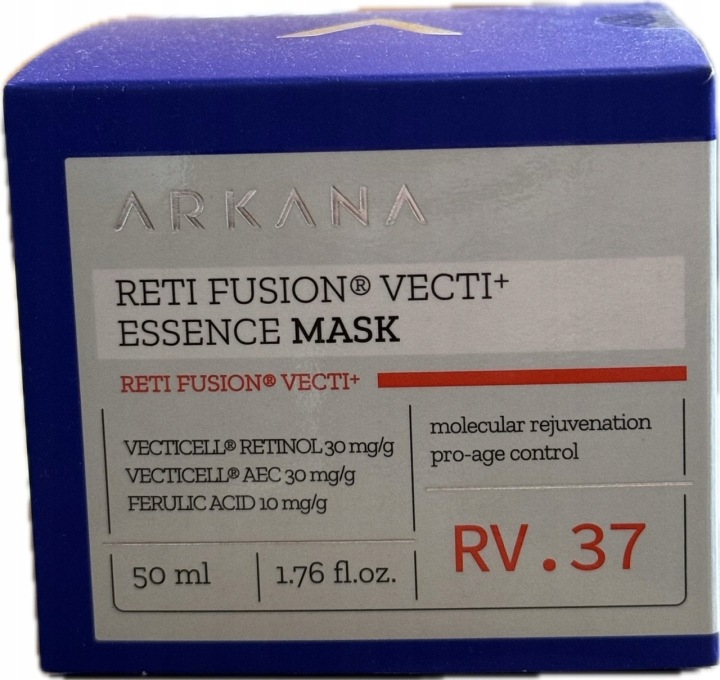 ARKANA
RETI FUSION® VECTI+
ESSENCE MASK
RETI FUSION® VECTI+
VECTICELL® RETINOL 30 mg/g
VECTICELL® AEC 30 mg/g
FERULIC ACID 10 mg/g
molecular rejuvenation
pro-age control
RV.37
50 ml
1.76 fl.oz.